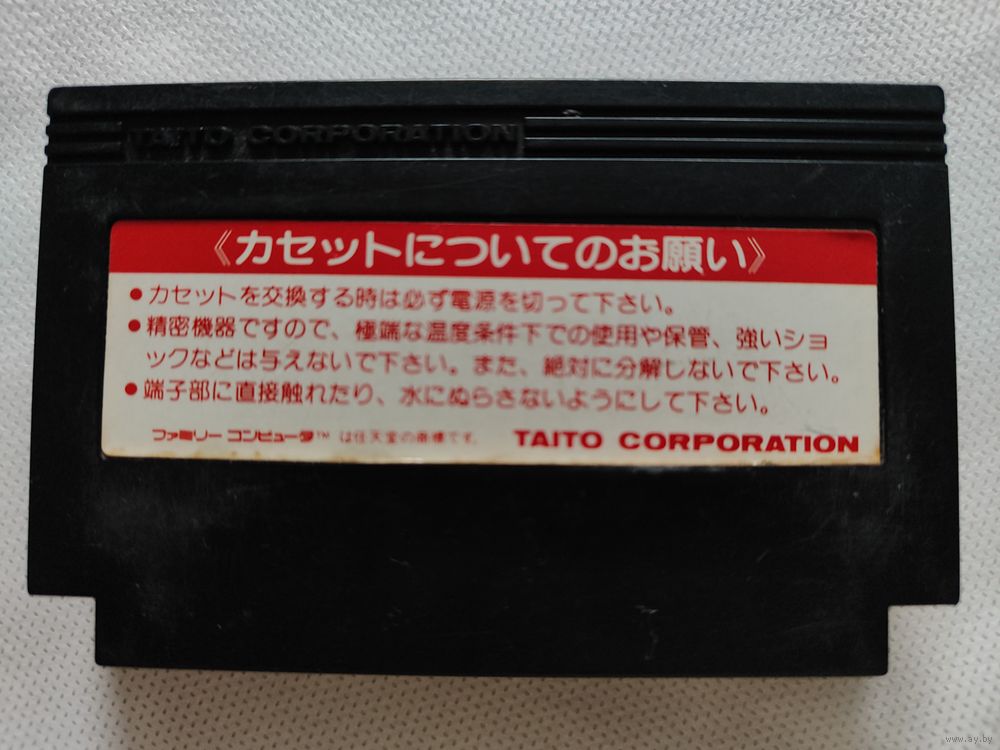 TAITO CORPORATION
《カセットについてのお願い》
●カセットを交換する時は必ず電源を切って下さい。
●精密機器ですので、極端な温度条件下での使用や保管、強いショ
ックなどは与えないで下さい。また、絶対に分解しないで下さい。
●端子部に直接触れたり、水にぬらさないようにして下さい。
ファミリーコンピュータ™ は任天堂の商標です。 TAITO CORPORATION
www.ay.by